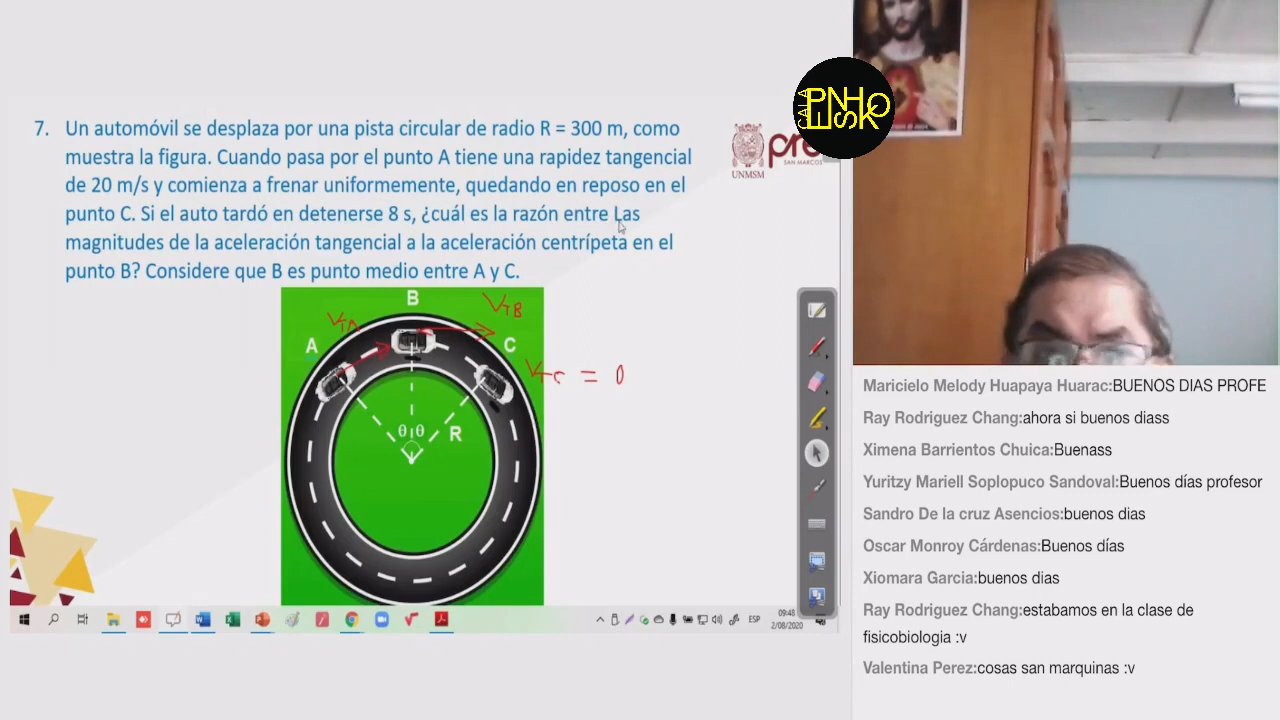 7. Un automóvil se desplaza por una pista circular de radio R = 300 m, como
muestra la figura. Cuando pasa por el punto A tiene una rapidez tangencial
de 20 m/s y comienza a frenar uniformemente, quedando en reposo en el
punto C. Si el auto tardó en detenerse 8 s, ¿cuál es la razón entre Las
magnitudes de la aceleración tangencial a la aceleración centrípeta en el
punto B? Considere que B es punto medio entre A y C.
pre
SAN MARCOS
UNMSM
B
VTB
VTA
A
C
VTC = 0
θ θ
R
ESP
09:48
2/08/2020
Maricielo Melody Huapaya Huarac:BUENOS DIAS PROFE
Ray Rodriguez Chang:ahora si buenos diass
Ximena Barrientos Chuica:Buenass
Yuritzy Mariell Soplopuco Sandoval:Buenos días profesor
Sandro De la cruz Asencios:buenos dias
Oscar Monroy Cárdenas:Buenos días
Xiomara Garcia:buenos dias
Ray Rodriguez Chang:estabamos en la clase de
fisicobiologia :v
Valentina Perez:cosas san marquinas :v